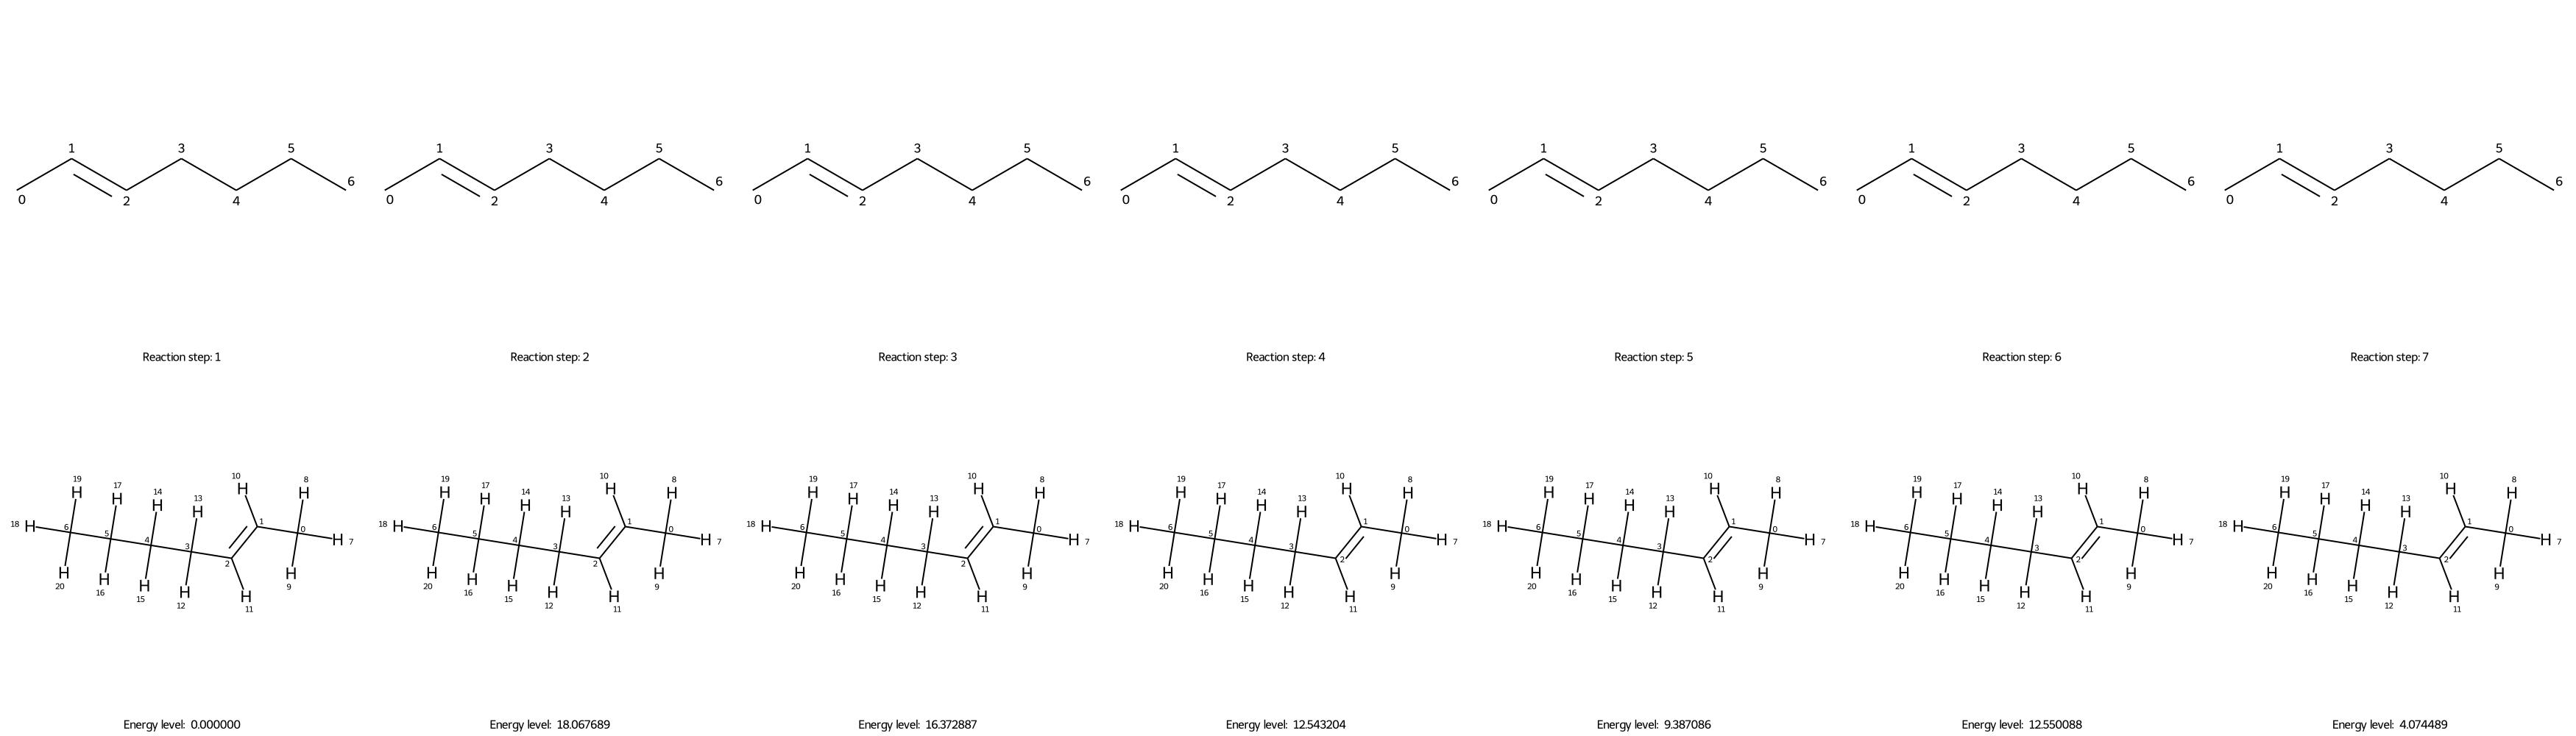 1 3 5 1 3 5 1 3 5 1 3 5 1 3 5 1 3 5 1 3 5
6 6 6 6 6 6 6
0 2 4 0 2 4 0 2 4 0 2 4 0 2 4 0 2 4 0 2 4
Reaction step: 1
Reaction step: 2
Reaction step: 3
Reaction step: 4
Reaction step: 5
Reaction step: 6
Reaction step: 7
19 17 14 13 10 8
H H H H H H
18 H 6 5 4 3 2 1 0 H 7
H H H H H H
20 16 15 12 11 9
Energy level: 0.000000
19 17 14 13 10 8
H H H H H H
18 H 6 5 4 3 2 1 0 H 7
H H H H H H
20 16 15 12 11 9
Energy level: 18.067689
19 17 14 13 10 8
H H H H H H
18 H 6 5 4 3 2 1 0 H 7
H H H H H H
20 16 15 12 11 9
Energy level: 16.372887
19 17 14 13 10 8
H H H H H H
18 H 6 5 4 3 2 1 0 H 7
H H H H H H
20 16 15 12 11 9
Energy level: 12.543204
19 17 14 13 10 8
H H H H H H
18 H 6 5 4 3 2 1 0 H 7
H H H H H H
20 16 15 12 11 9
Energy level: 9.387086
19 17 14 13 10 8
H H H H H H
18 H 6 5 4 3 2 1 0 H 7
H H H H H H
20 16 15 12 11 9
Energy level: 12.550088
19 17 14 13 10 8
H H H H H H
18 H 6 5 4 3 2 1 0 H 7
H H H H H H
20 16 15 12 11 9
Energy level: 4.074489